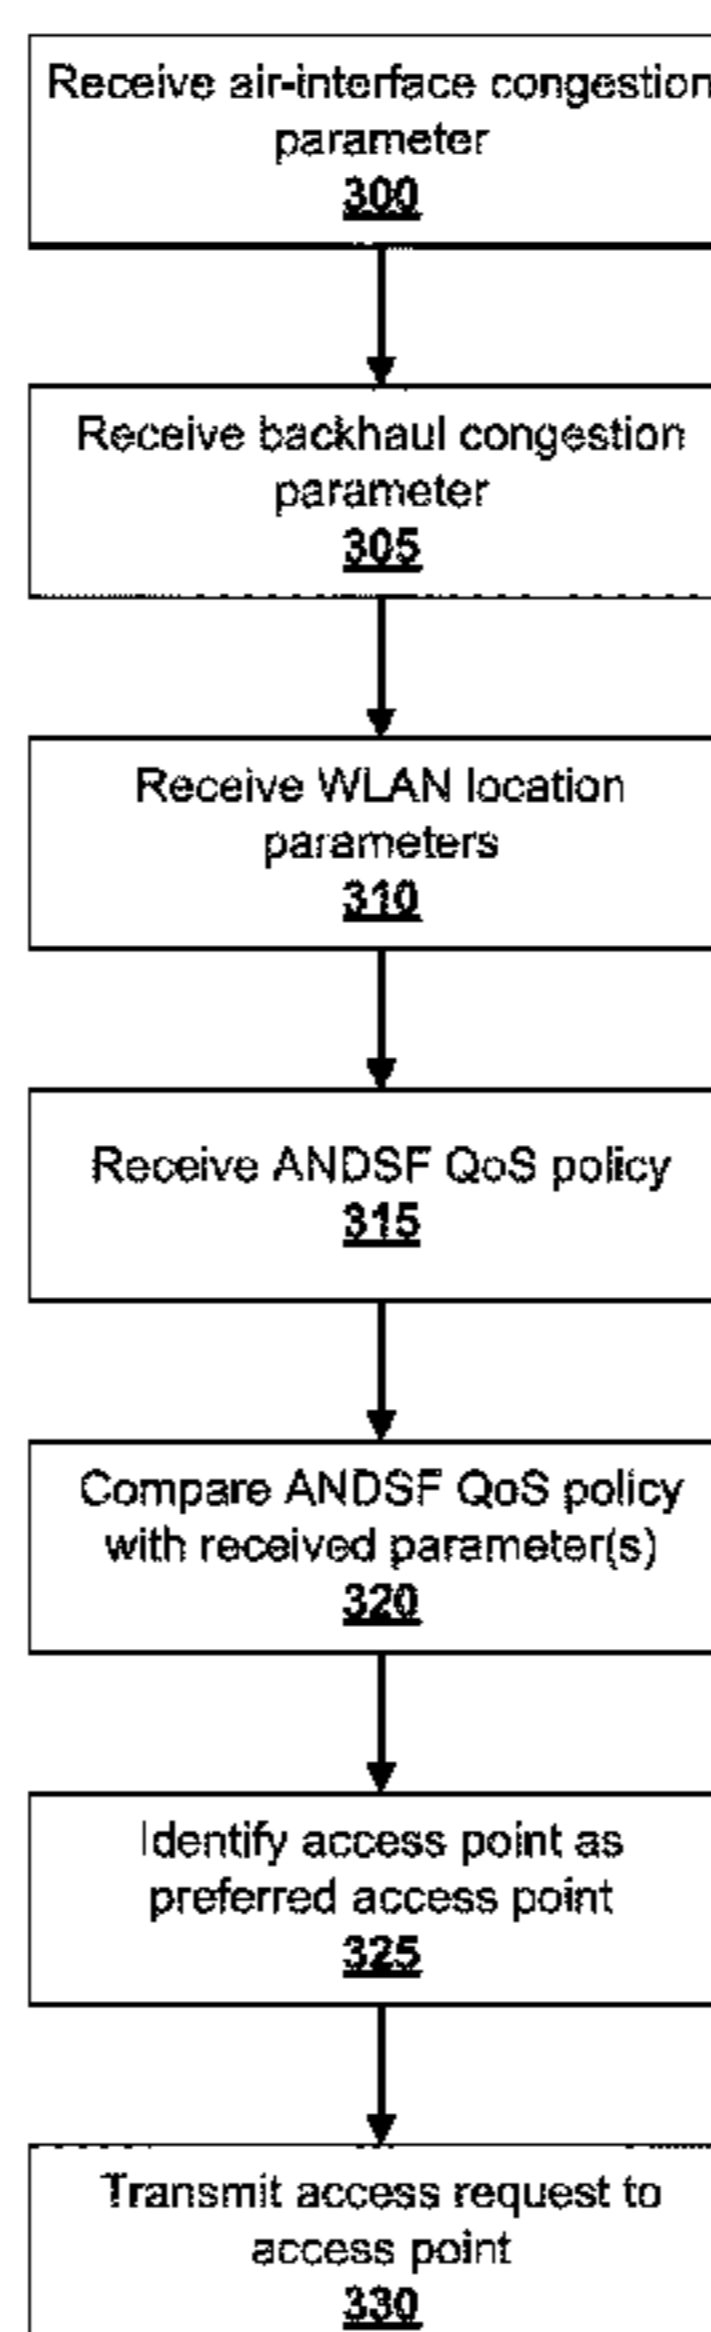 Receive air-interface congestion
parameter
300
Receive backhaul congestion
parameter
305
Receive WLAN location
parameters
310
Receive ANDSF QoS policy
315
Compare ANDSF QoS policy
with received parameter(s)
320
Identify access point as
preferred access point
325
Transmit access request to
access point
330